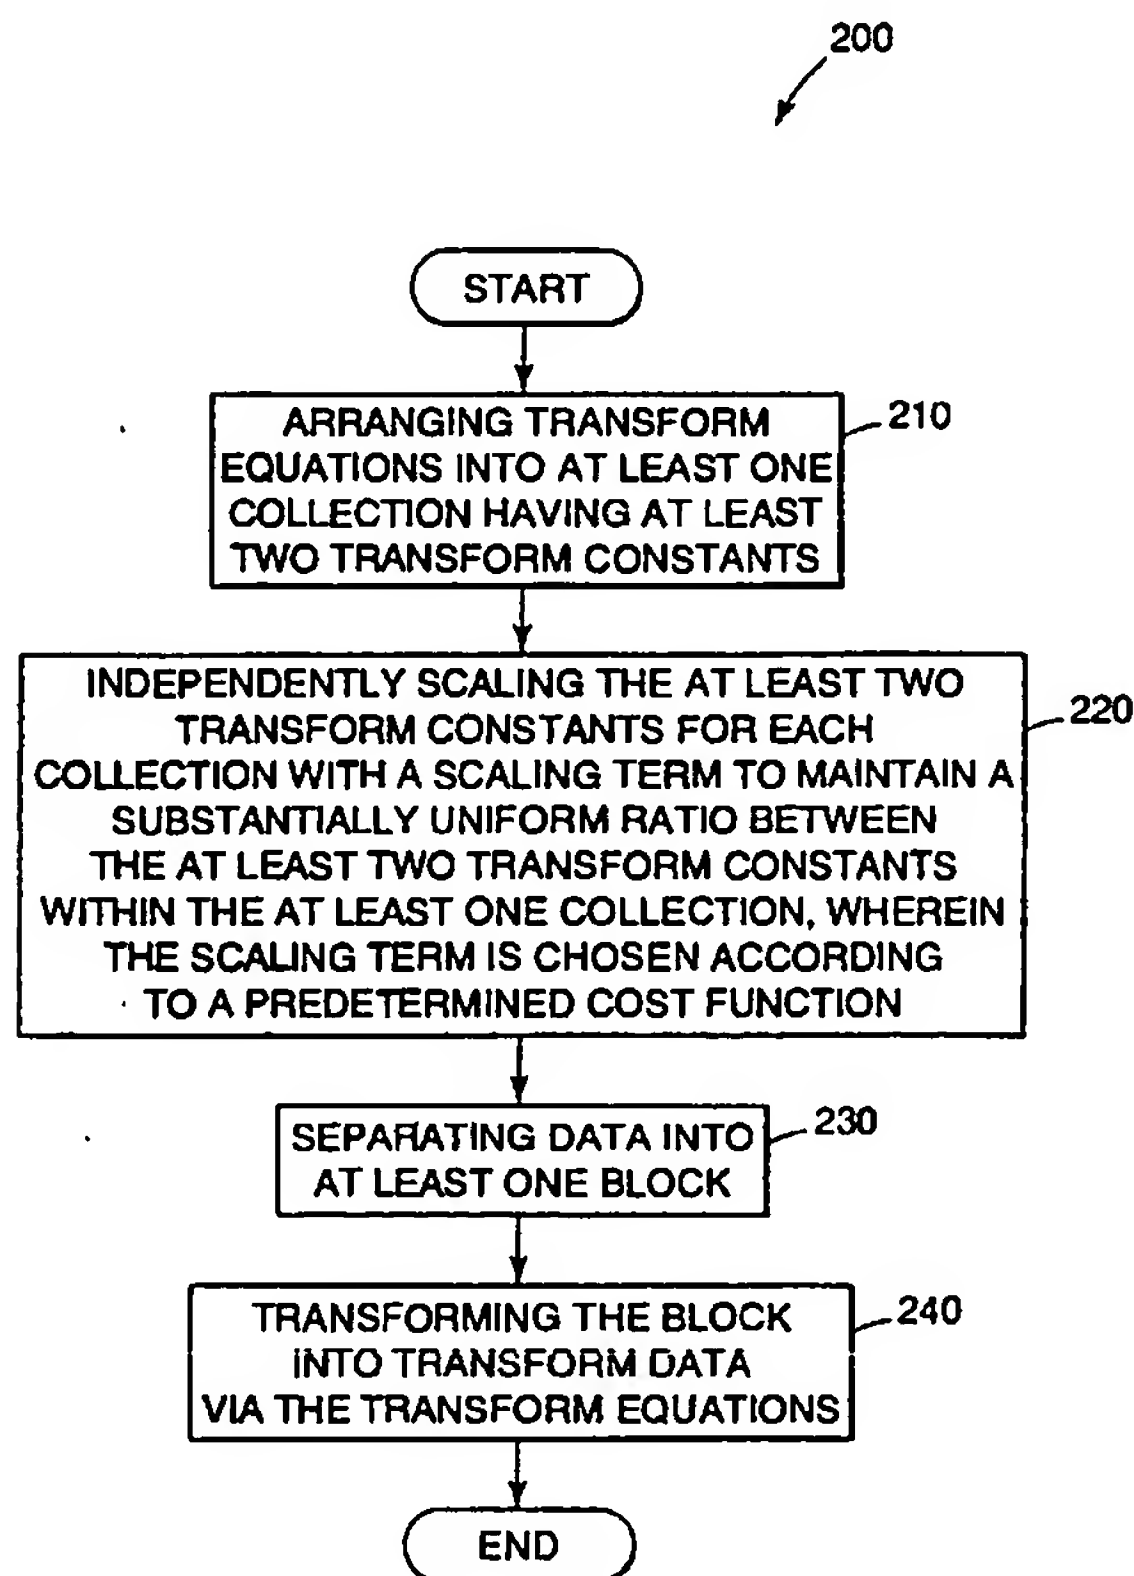 200
START
ARRANGING TRANSFORM
EQUATIONS INTO AT LEAST ONE
COLLECTION HAVING AT LEAST
TWO TRANSFORM CONSTANTS
210
INDEPENDENTLY SCALING THE AT LEAST TWO
TRANSFORM CONSTANTS FOR EACH
COLLECTION WITH A SCALING TERM TO MAINTAIN A
SUBSTANTIALLY UNIFORM RATIO BETWEEN
THE AT LEAST TWO TRANSFORM CONSTANTS
WITHIN THE AT LEAST ONE COLLECTION, WHEREIN
THE SCALING TERM IS CHOSEN ACCORDING
TO A PREDETERMINED COST FUNCTION
220
SEPARATING DATA INTO
AT LEAST ONE BLOCK
230
TRANSFORMING THE BLOCK
INTO TRANSFORM DATA
VIA THE TRANSFORM EQUATIONS
240
END